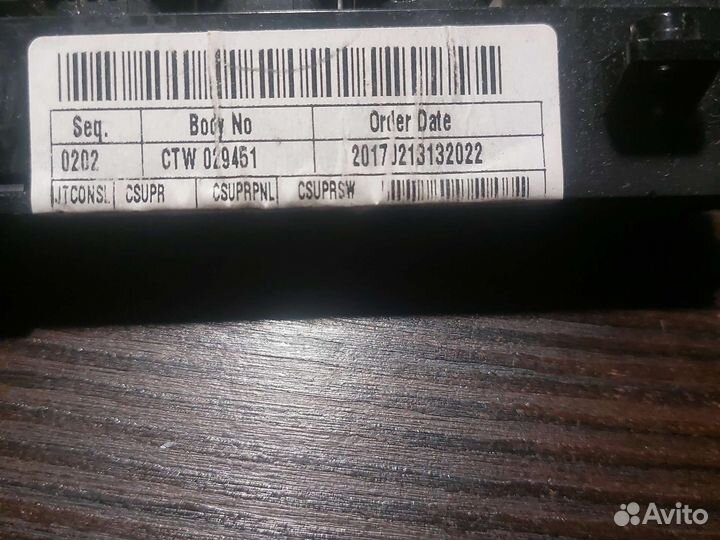 Seq. Body No Order Date
0202 CTW 029451 2017J213132022
JTCONSL CSUPR CSUPRPNL CSUPRSW
Avito